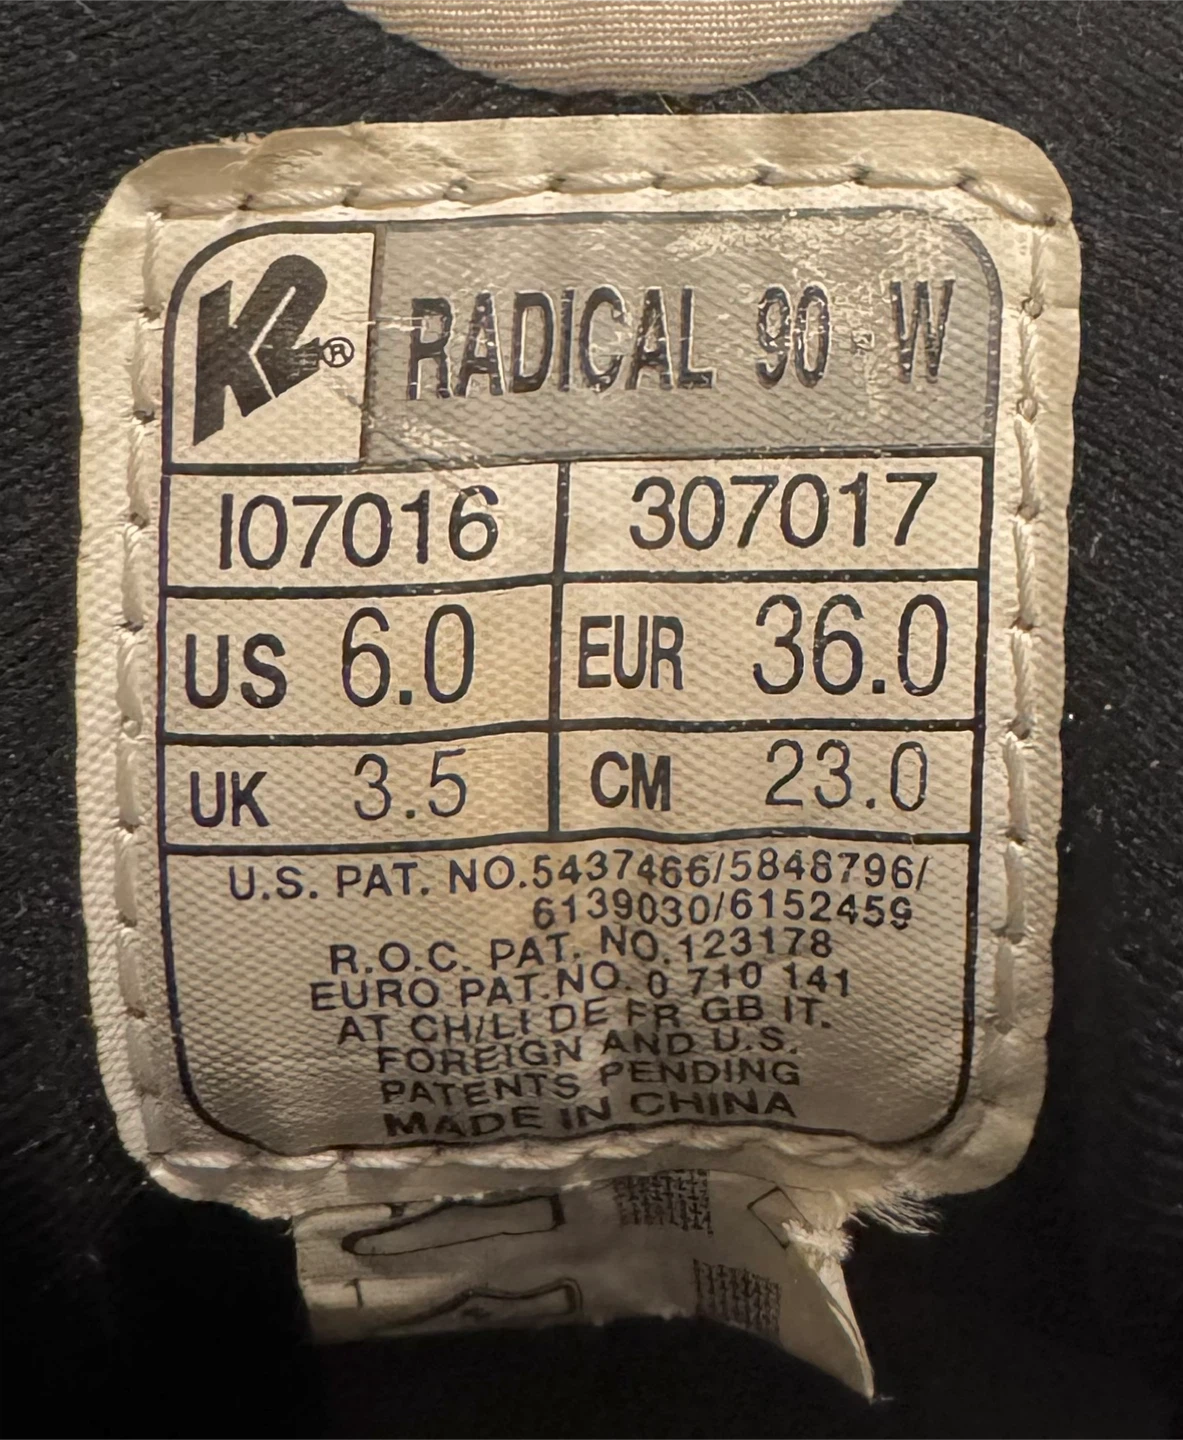 K2® RADICAL 90 W
I07016 307017
US 6.0 EUR 36.0
UK 3.5 CM 23.0
U.S. PAT. NO.5437466/5848796/
6139030/6152459
R.O.C. PAT. NO.123178
EURO PAT.NO. 0 710 141
AT CH/LI DE FR GB IT.
FOREIGN AND U.S.
PATENTS PENDING
MADE IN CHINA